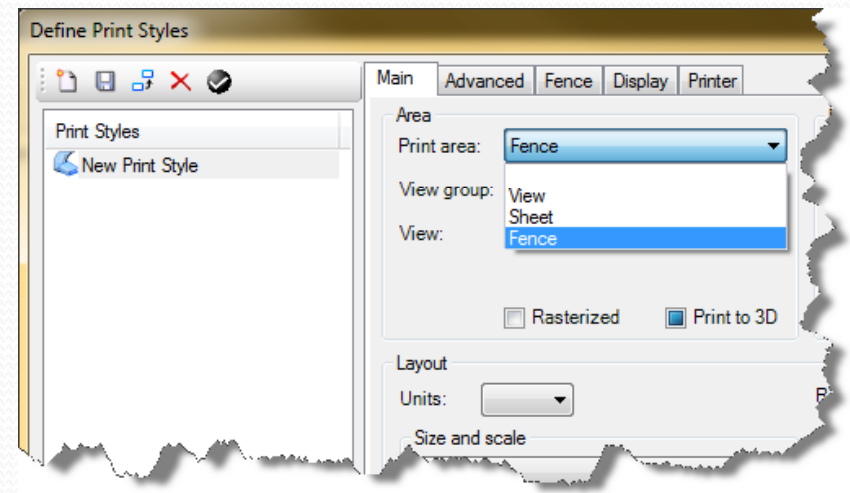 Define Print Styles
Main Advanced Fence Display Printer
Print Styles
New Print Style
Area
Print area: Fence
View group:
View
Sheet
View:
Fence
Rasterized Print to 3D
Layout
Units:
Size and scale